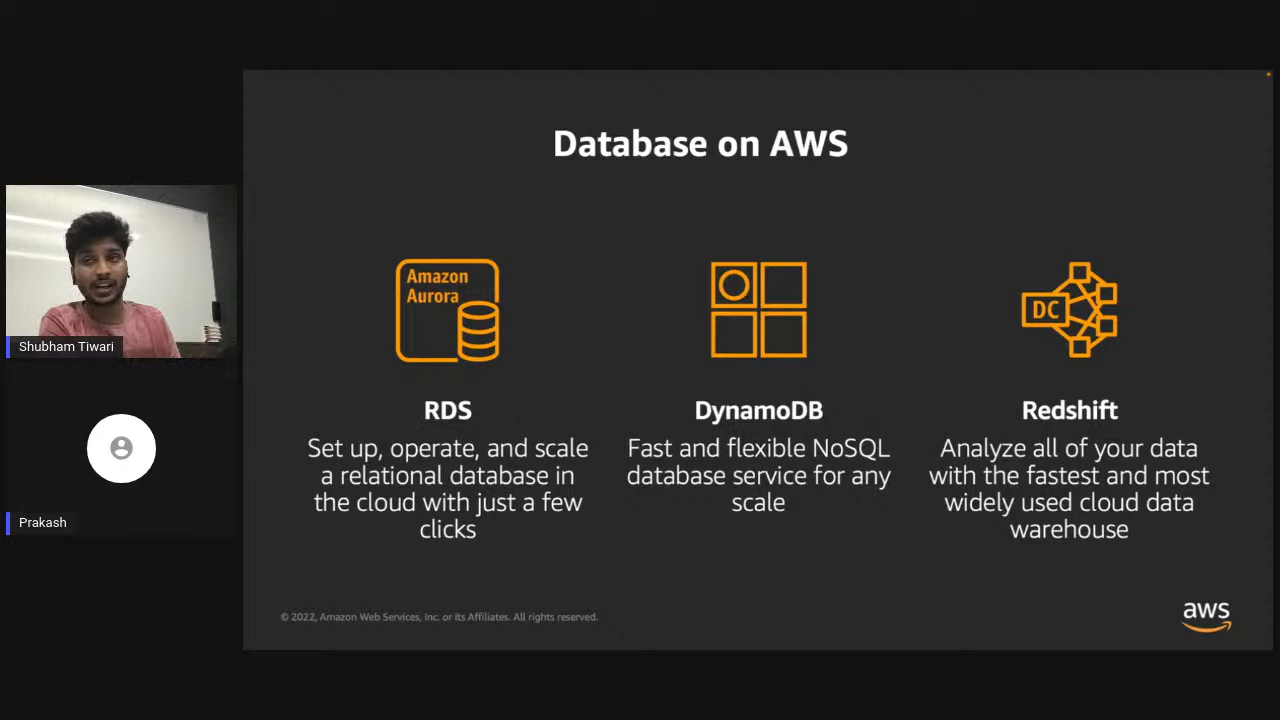 Database on AWS
Amazon
Aurora
DC
RDS
Set up, operate, and scale
a relational database in
the cloud with just a few
clicks
DynamoDB
Fast and flexible NoSQL
database service for any
scale
Redshift
Analyze all of your data
with the fastest and most
widely used cloud data
warehouse
© 2022, Amazon Web Services, Inc. or its Affiliates. All rights reserved.
aws
Shubham Tiwari
Prakash